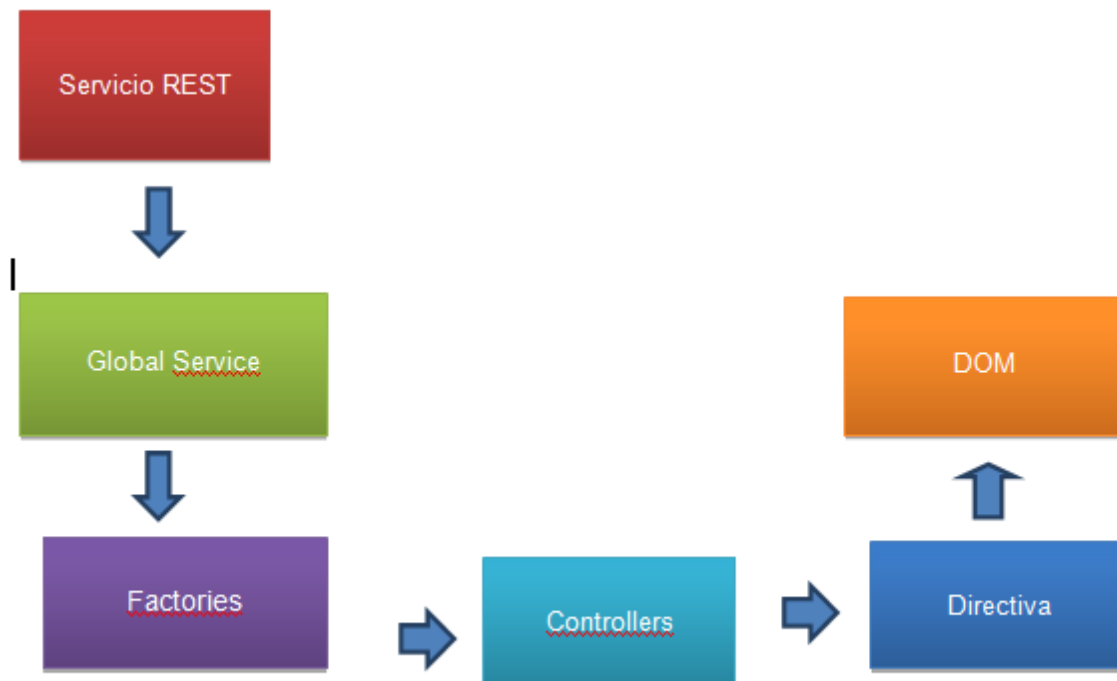 Servicio REST
Global Service
DOM
Factories
Controllers
Directiva